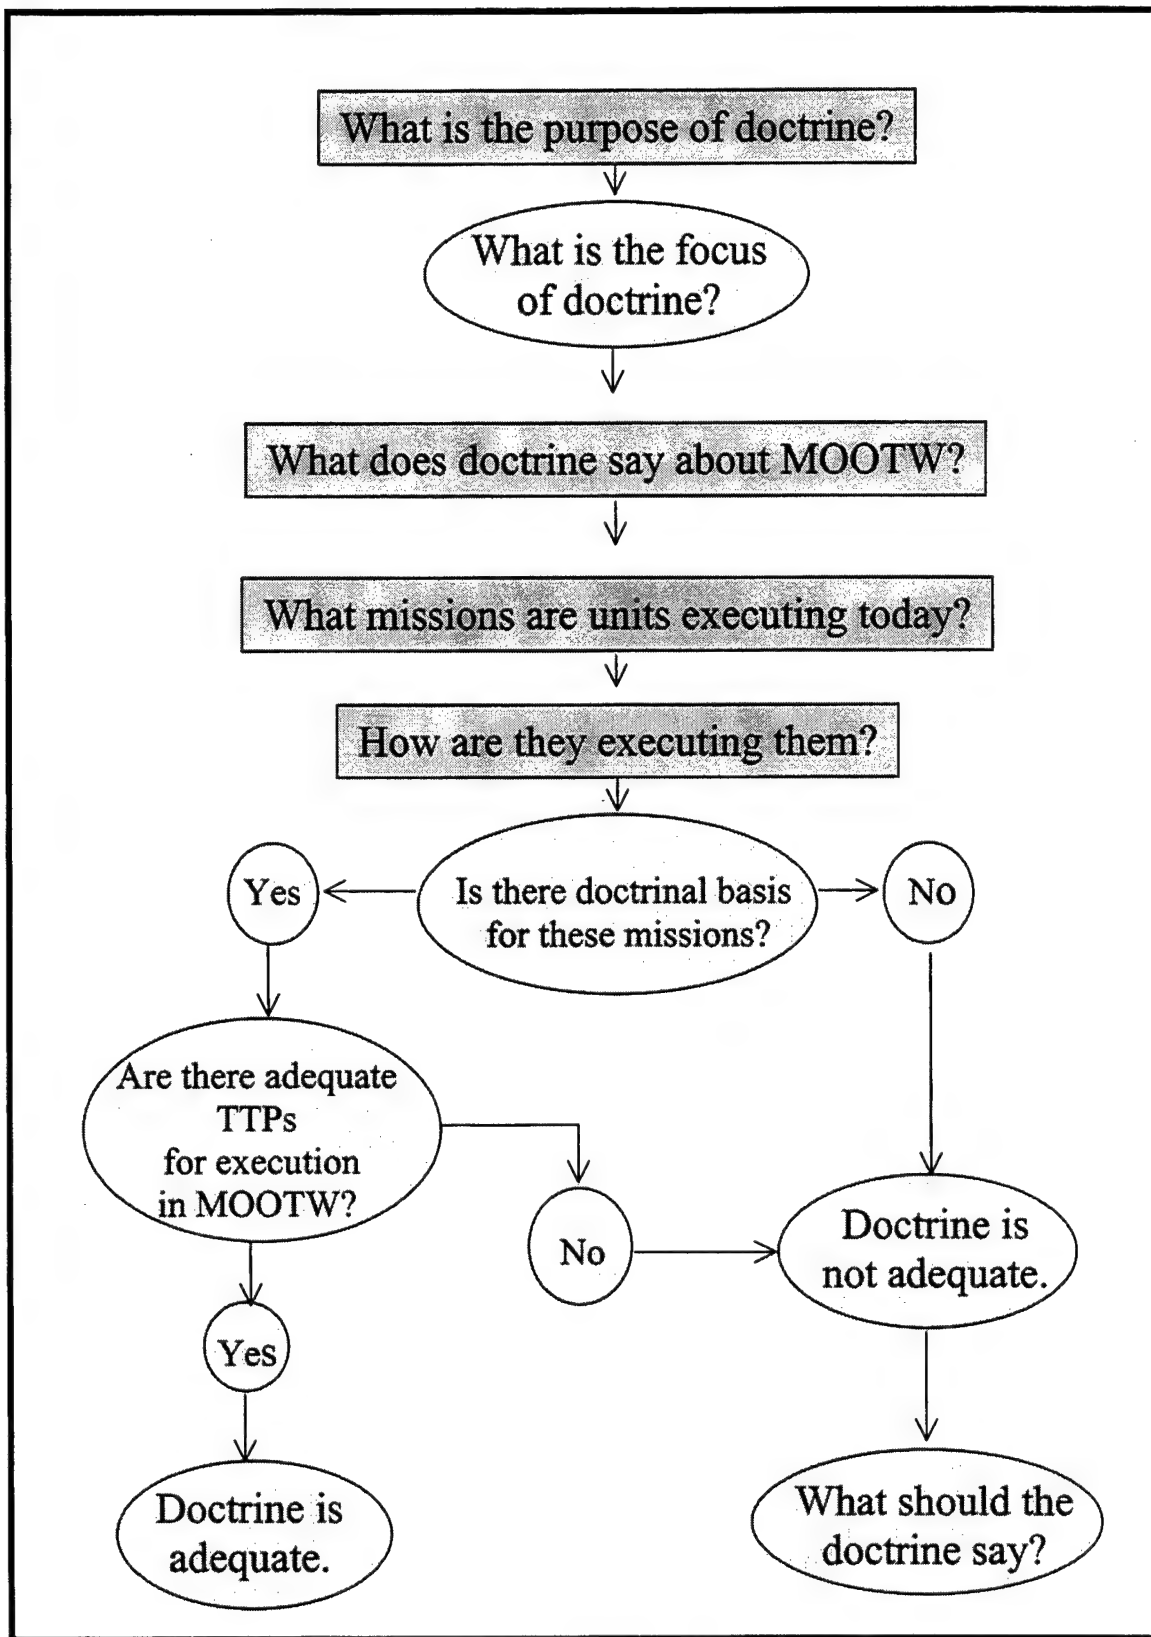 What is the purpose of doctrine?
What is the focus
of doctrine?
What does doctrine say about MOOTW?
What missions are units executing today?
How are they executing them?
Yes
Is there doctrinal basis
for these missions?
No
Are there adequate
TTPs
for execution
in MOOTW?
No
Doctrine is
not adequate.
Yes
Doctrine is
adequate.
What should the
doctrine say?